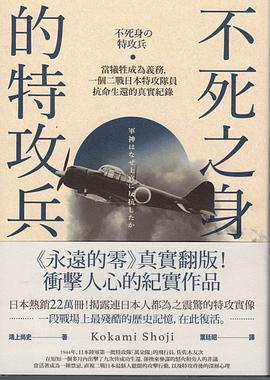 不死之身
的特攻兵
不死身の
特攻兵
當犧牲成為義務,
一個二戰日本特攻隊員
抗命生還的真實紀錄
軍神はなぜ上官に反抗したか
《永遠的零》真實翻版!
衝擊人心的紀實作品
日本熱銷22萬冊!揭露連日本人都為之震驚的特攻實像
一段戰場上最殘酷的歷史記憶,在此復活。
鴻上尚史 著
Kokami Shoji
葉廷昭 譯